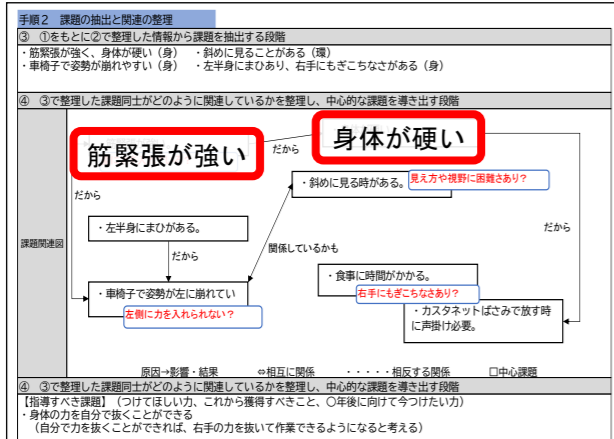 手順２　課題の抽出と関連の整理
③　①をもとに②で整理した情報から課題を抽出する段階
・筋緊張が強く、身体が硬い（身）　・斜めに見ることがある（環）
・車椅子で姿勢が崩れやすい（身）　・左半身にまひあり、右手にもぎこちなさがある（身）
④　③で整理した課題同士がどのように関連しているかを整理し、中心的な課題を導き出す段階
課題関連図
筋緊張が強い
だから
身体が硬い
・斜めに見る時がある。
見え方や視野に困難さあり？
だから
・左半身にまひがある。
だから
関係しているかも
だから
・食事に時間がかかる。
右手にもぎこちなさあり？
・車椅子で姿勢が左に崩れてい
左側に力を入れられない？
・カスタネットばさみで放す時
に声掛け必要。
原因→影響・結果　⇔相互に関係　・・・・・相反する関係　□中心課題
④　③で整理した課題同士がどのように関連しているかを整理し、中心的な課題を導き出す段階
【指導すべき課題】（つけてほしい力、これから獲得すべきこと、〇年後に向けて今つけたい力）
・身体の力を自分で抜くことができる
（自分で力を抜くことができれば、右手の力を抜いて作業できるようになると考える）